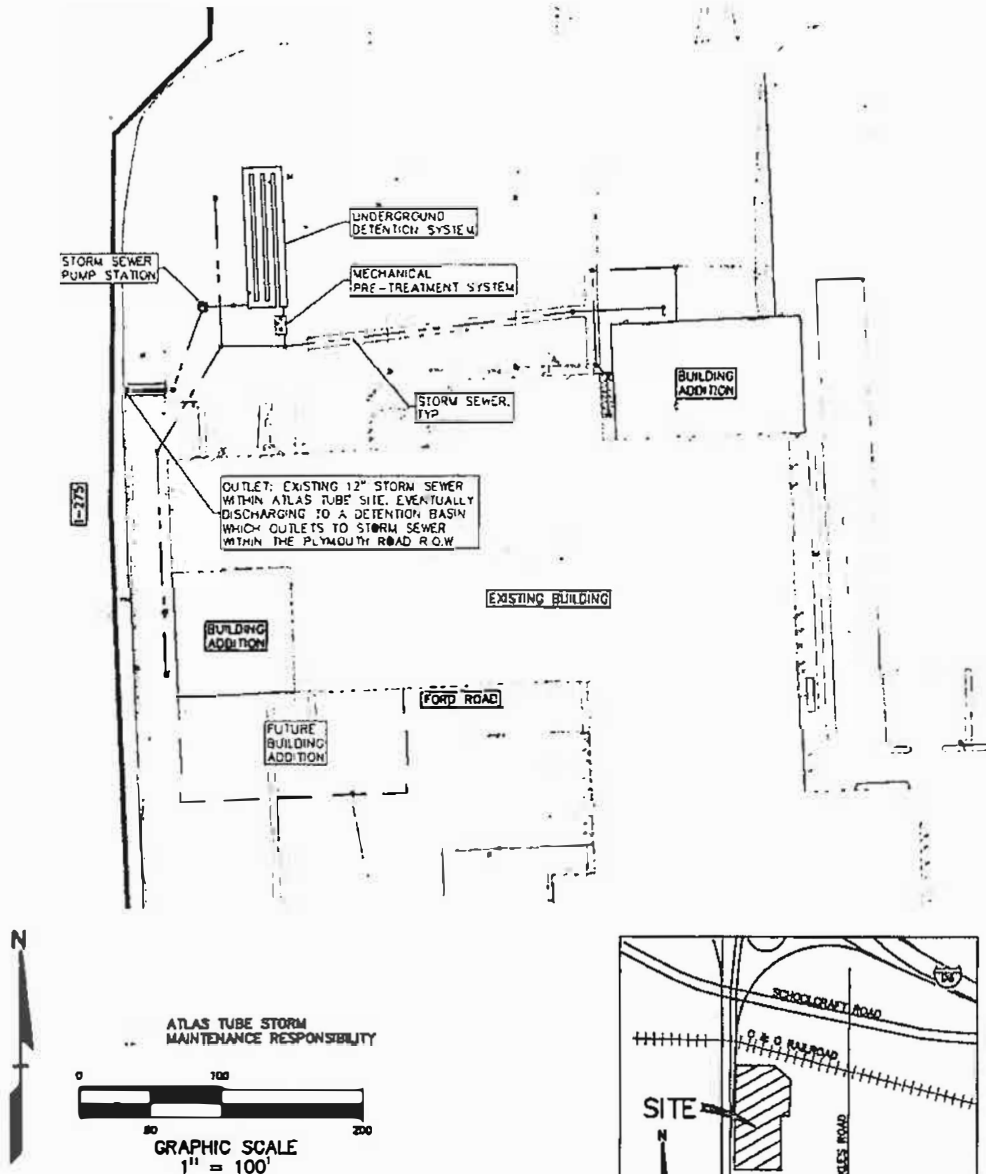 UNDERGROUND
DETENTION SYSTEM
STORM SEWER
PUMP STATION
MECHANICAL
PRE-TREATMENT SYSTEM
BUILDING
ADDITION
STORM SEWER,
TYP
OUTLET: EXISTING 12" STORM SEWER
WITHIN ATLAS TUBE SITE, EVENTUALLY
DISCHARGING TO A DETENTION BASIN
WHICH OUTLETS TO STORM SEWER
WITHIN THE PLYMOUTH ROAD R.O.W
I-275
EXISTING BUILDING
BUILDING
ADDITION
FORD ROAD
FUTURE
BUILDING
ADDITION
N
ATLAS TUBE STORM
MAINTENANCE RESPONSIBILITY
0 100
50 200
GRAPHIC SCALE
1" = 100'
SCHOOLCRAFT ROAD
C & O RAILROAD
SITE
N
KLES ROAD